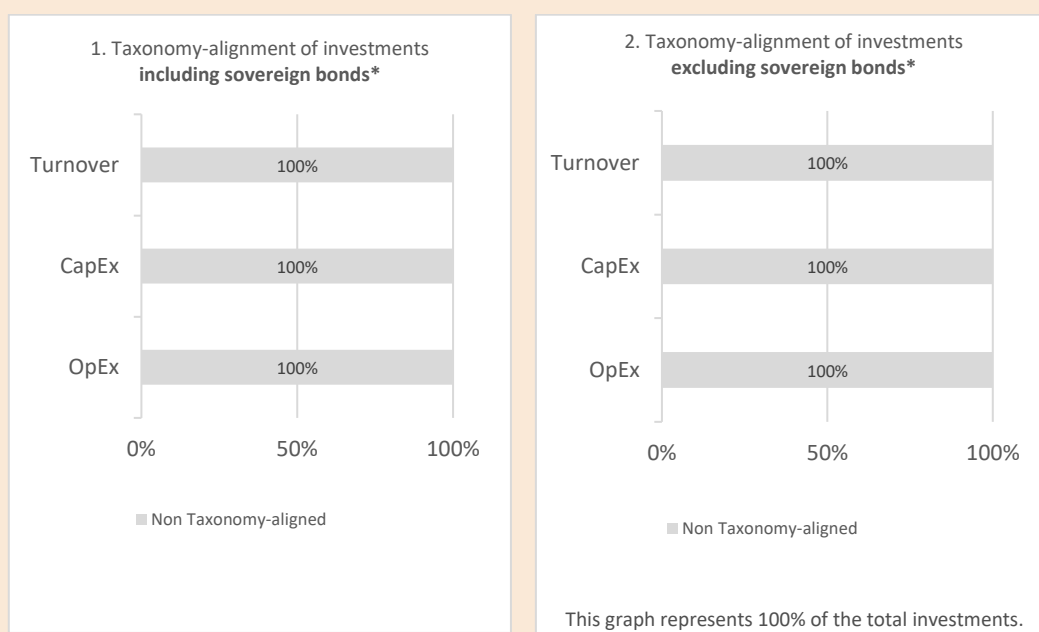 1. Taxonomy-alignment of investments
including sovereign bonds*
Turnover
100%
CapEx
100%
OpEx
100%
0% 50% 100%
Non Taxonomy-aligned
2. Taxonomy-alignment of investments
excluding sovereign bonds*
Turnover
100%
CapEx
100%
OpEx
100%
0% 50% 100%
Non Taxonomy-aligned
This graph represents 100% of the total investments.